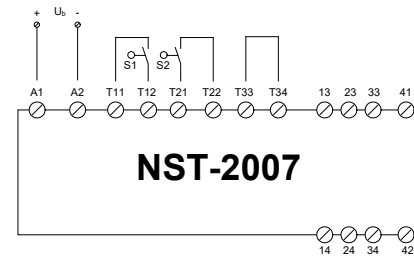 + Ub -
S1 S2
A1 A2 T11 T12 T21 T22 T33 T34 13 23 33 41
NST-2007
14 24 34 42